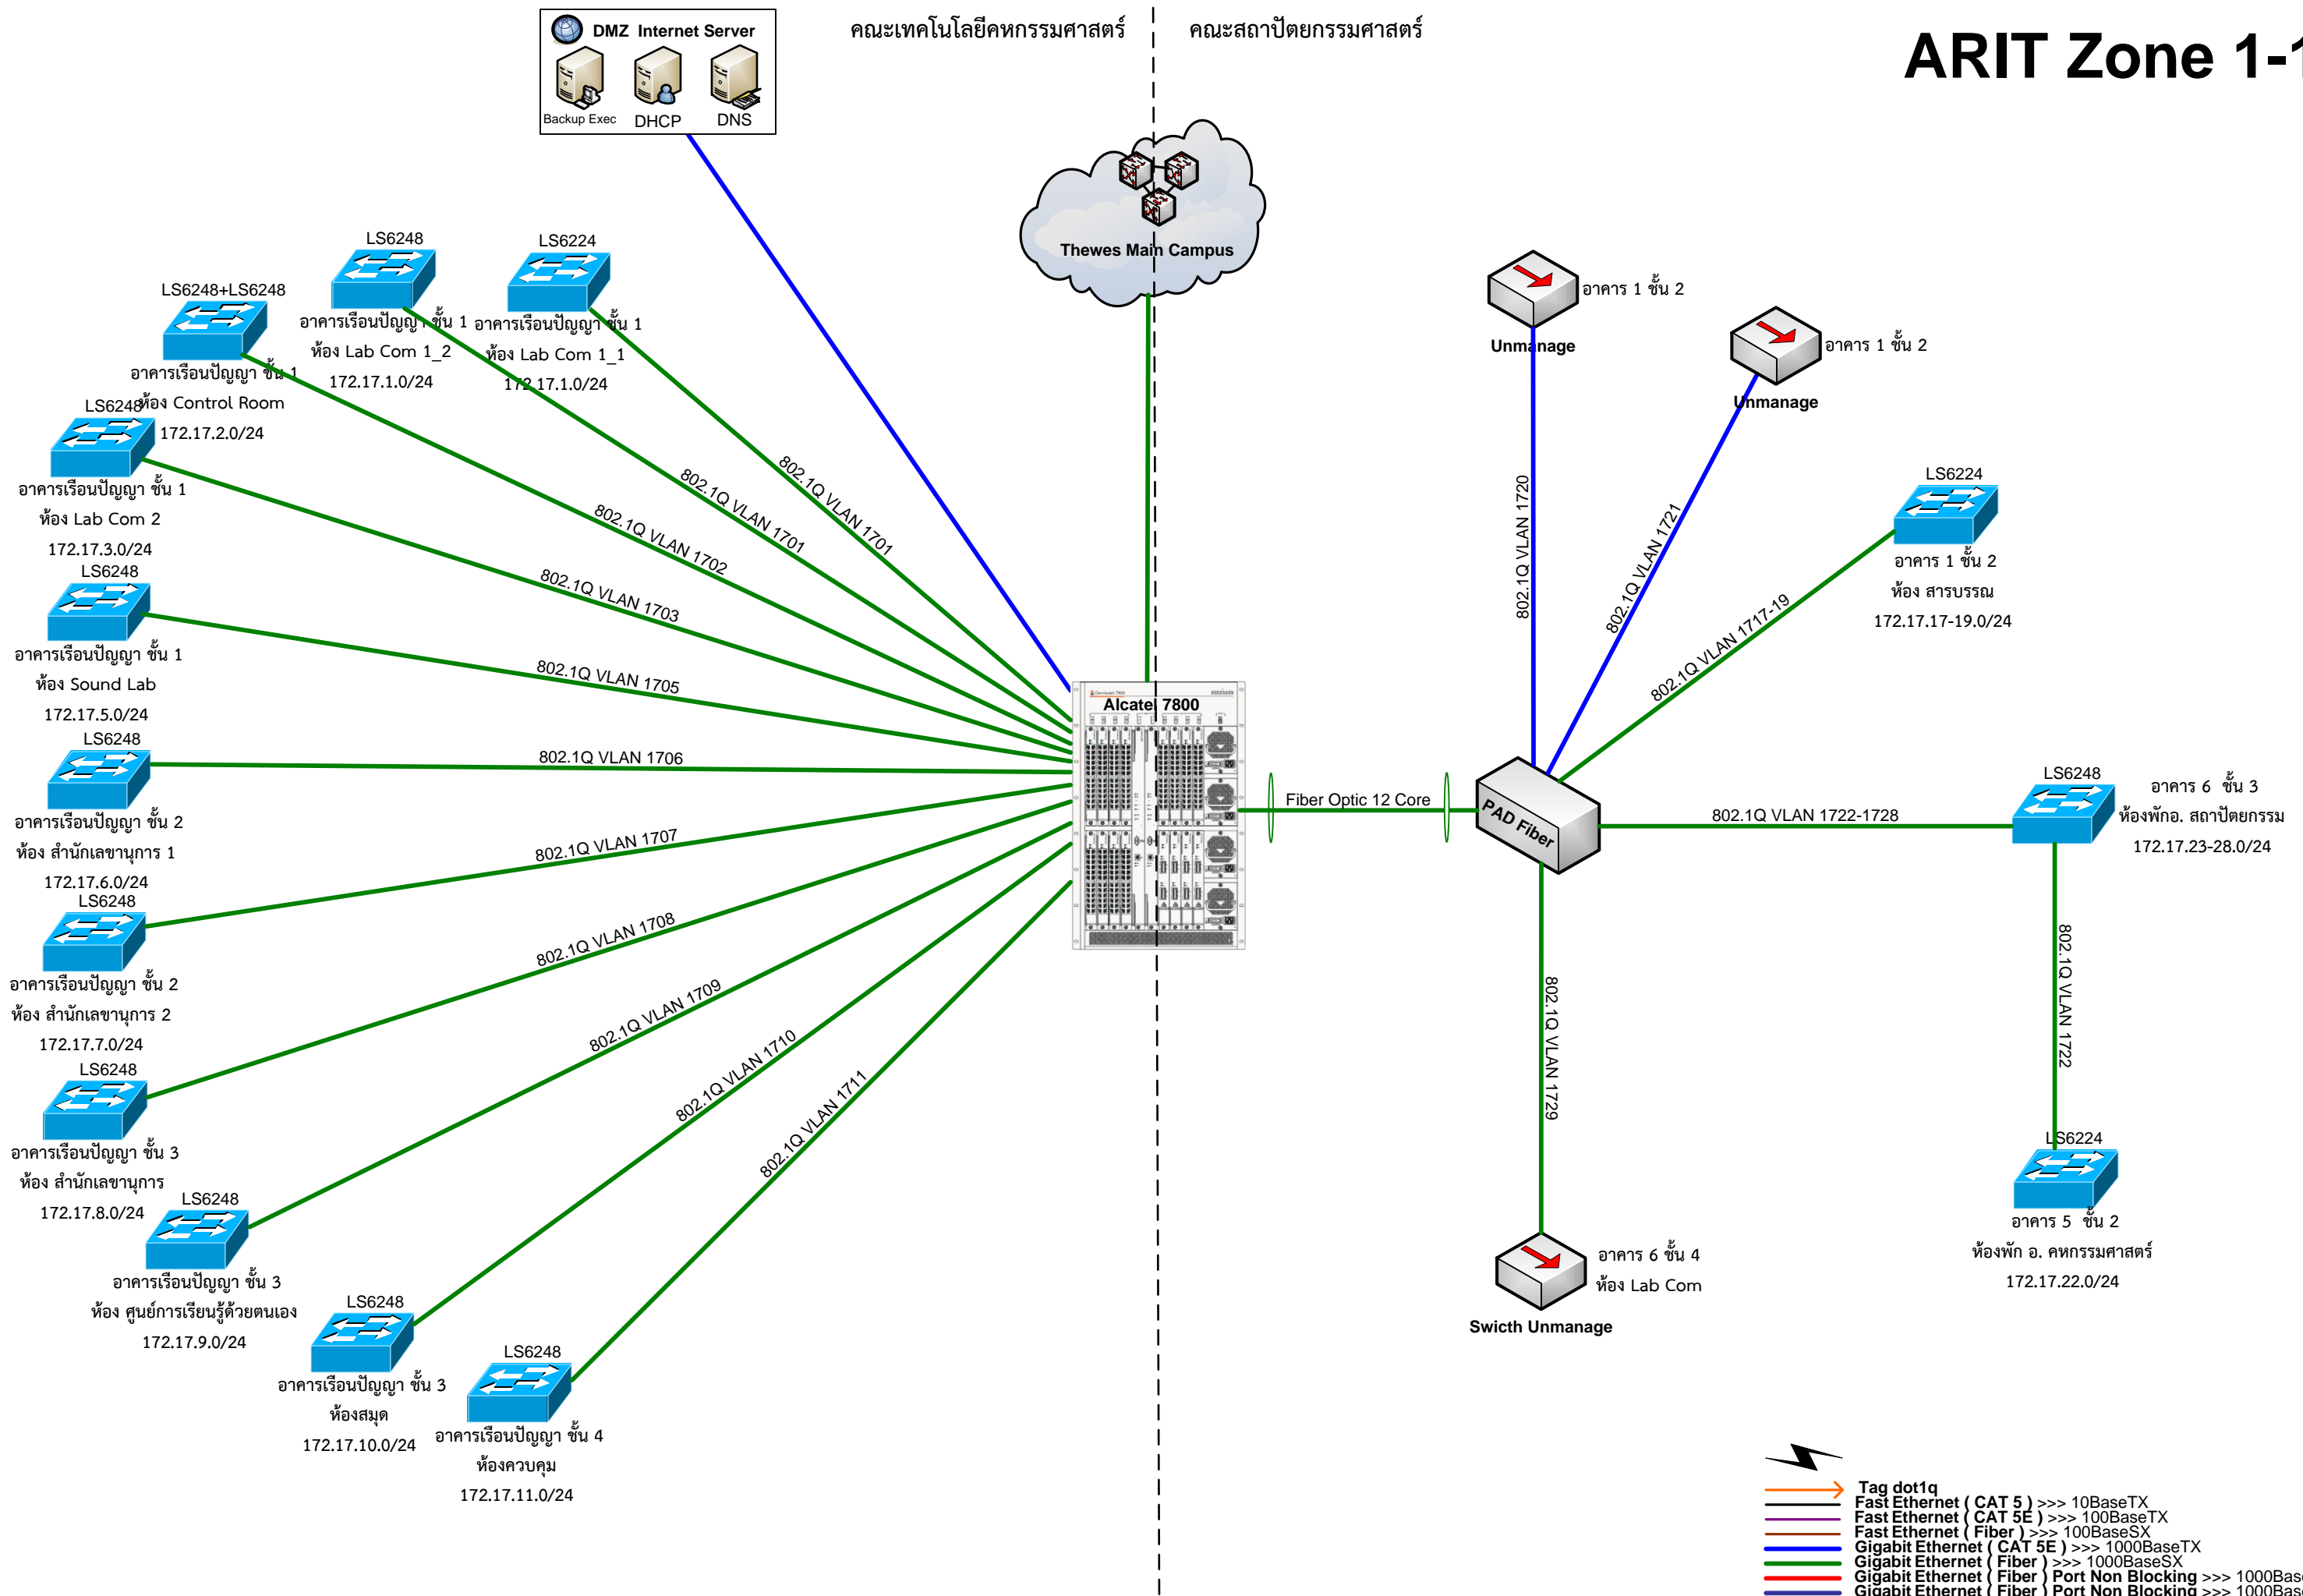 DMZ Internet Server
Backup Exec
DHCP
DNS
คณะเทคโนโลยีคหกรรมศาสตร์
คณะสถาปัตยกรรมศาสตร์
ARIT Zone 1-1
Thewes Main Campus
LS6224
อาคารเรือนปัญญา ชั้น 1
ห้อง Lab Com 1_1
172.17.1.0/24
LS6248
อาคารเรือนปัญญา ชั้น 1
ห้อง Lab Com 1_2
172.17.1.0/24
LS6248+LS6248
อาคารเรือนปัญญา ชั้น 1
ห้อง Control Room
172.17.2.0/24
LS6248
อาคารเรือนปัญญา ชั้น 1
ห้อง Lab Com 2
172.17.3.0/24
LS6248
อาคารเรือนปัญญา ชั้น 1
ห้อง Sound Lab
172.17.5.0/24
LS6248
อาคารเรือนปัญญา ชั้น 2
ห้อง สำนักเลขานุการ 1
172.17.6.0/24
LS6248
อาคารเรือนปัญญา ชั้น 2
ห้อง สำนักเลขานุการ 2
172.17.7.0/24
LS6248
อาคารเรือนปัญญา ชั้น 3
ห้อง สำนักเลขานุการ
172.17.8.0/24
LS6248
อาคารเรือนปัญญา ชั้น 3
ห้อง ศูนย์การเรียนรู้ด้วยตนเอง
172.17.9.0/24
LS6248
อาคารเรือนปัญญา ชั้น 3
ห้องสมุด
172.17.10.0/24
LS6248
อาคารเรือนปัญญา ชั้น 4
ห้องควบคุม
172.17.11.0/24
802.1Q VLAN 1701
802.1Q VLAN 1701
802.1Q VLAN 1702
802.1Q VLAN 1703
802.1Q VLAN 1705
802.1Q VLAN 1706
802.1Q VLAN 1707
802.1Q VLAN 1708
802.1Q VLAN 1709
802.1Q VLAN 1710
802.1Q VLAN 1711
Alcatel 7800
Fiber Optic 12 Core
PAD Fiber
อาคาร 1 ชั้น 2
Unmanage
802.1Q VLAN 1720
อาคาร 1 ชั้น 2
Unmanage
802.1Q VLAN 1721
LS6224
อาคาร 1 ชั้น 2
ห้อง สารบรรณ
172.17.17-19.0/24
802.1Q VLAN 1717-19
LS6248
อาคาร 6 ชั้น 3
ห้องพักอ. สถาปัตยกรรม
172.17.23-28.0/24
802.1Q VLAN 1722-1728
802.1Q VLAN 1722
LS6224
อาคาร 5 ชั้น 2
ห้องพัก อ. คหกรรมศาสตร์
172.17.22.0/24
802.1Q VLAN 1729
อาคาร 6 ชั้น 4
ห้อง Lab Com
Swicth Unmanage
Tag dot1q
Fast Ethernet ( CAT 5 ) >>> 10BaseTX
Fast Ethernet ( CAT 5E ) >>> 100BaseTX
Fast Ethernet ( Fiber ) >>> 100BaseSX
Gigabit Ethernet ( CAT 5E ) >>> 1000BaseTX
Gigabit Ethernet ( Fiber ) >>> 1000BaseSX
Gigabit Ethernet ( Fiber ) Port Non Blocking >>> 1000Bas
Gigabit Ethernet ( Fiber ) Port Non Blocking >>> 1000Bas